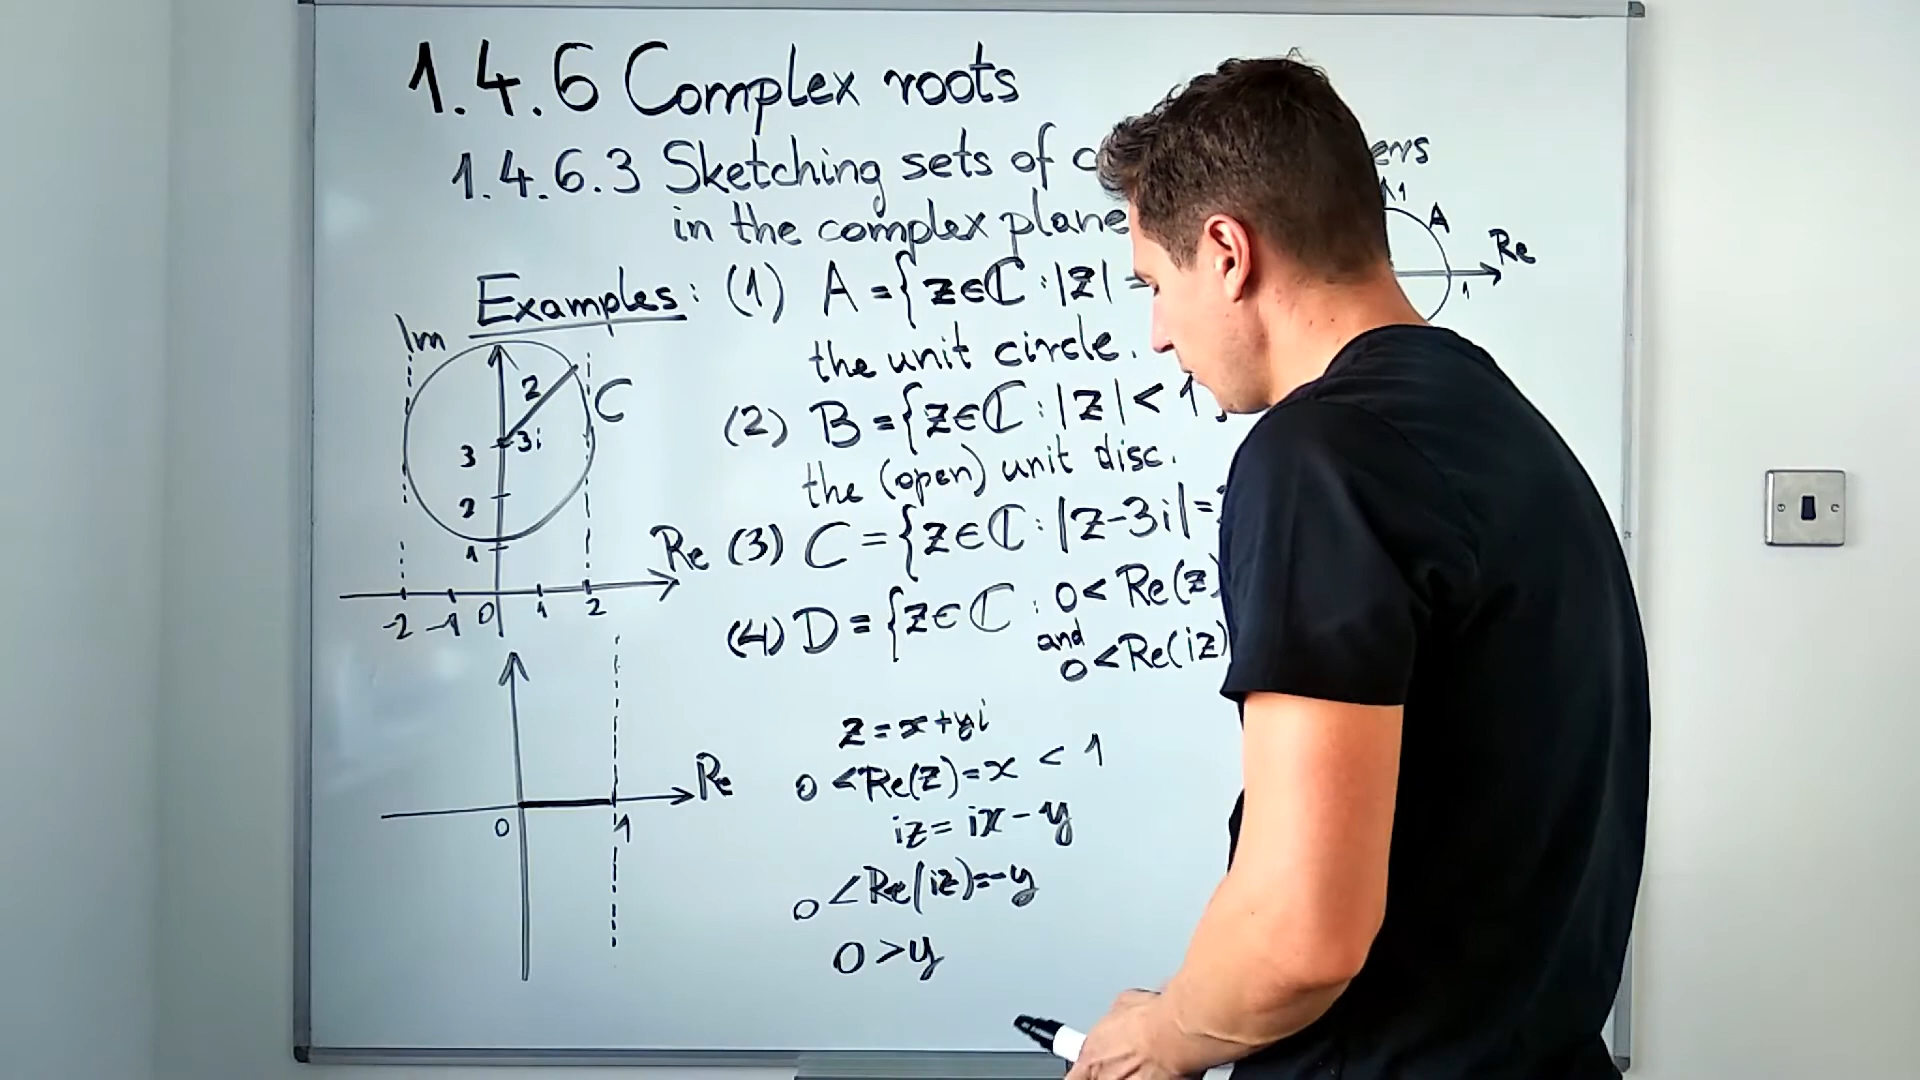 1.4.6 Complex roots
1.4.6.3 Sketching sets of
in the complex plane
Examples: (1) A = {z∈ℂ : |z| =
the unit circle.
(2) B = {z∈ℂ : |z| < 1
the (open) unit disc.
(3) C = {z∈ℂ : |z-3i| =
(4) D = {z∈ℂ : 0 < Re(z)
and
0 < Re(iz)
z = x + yi
0 < Re(z) = x < 1
iz = ix - y
0 < Re(iz) = -y
0 > y
Im
2
C
3i
3
2
1
Re
-2 -1 0 1 2
Re
0 1
1
A
Re
1